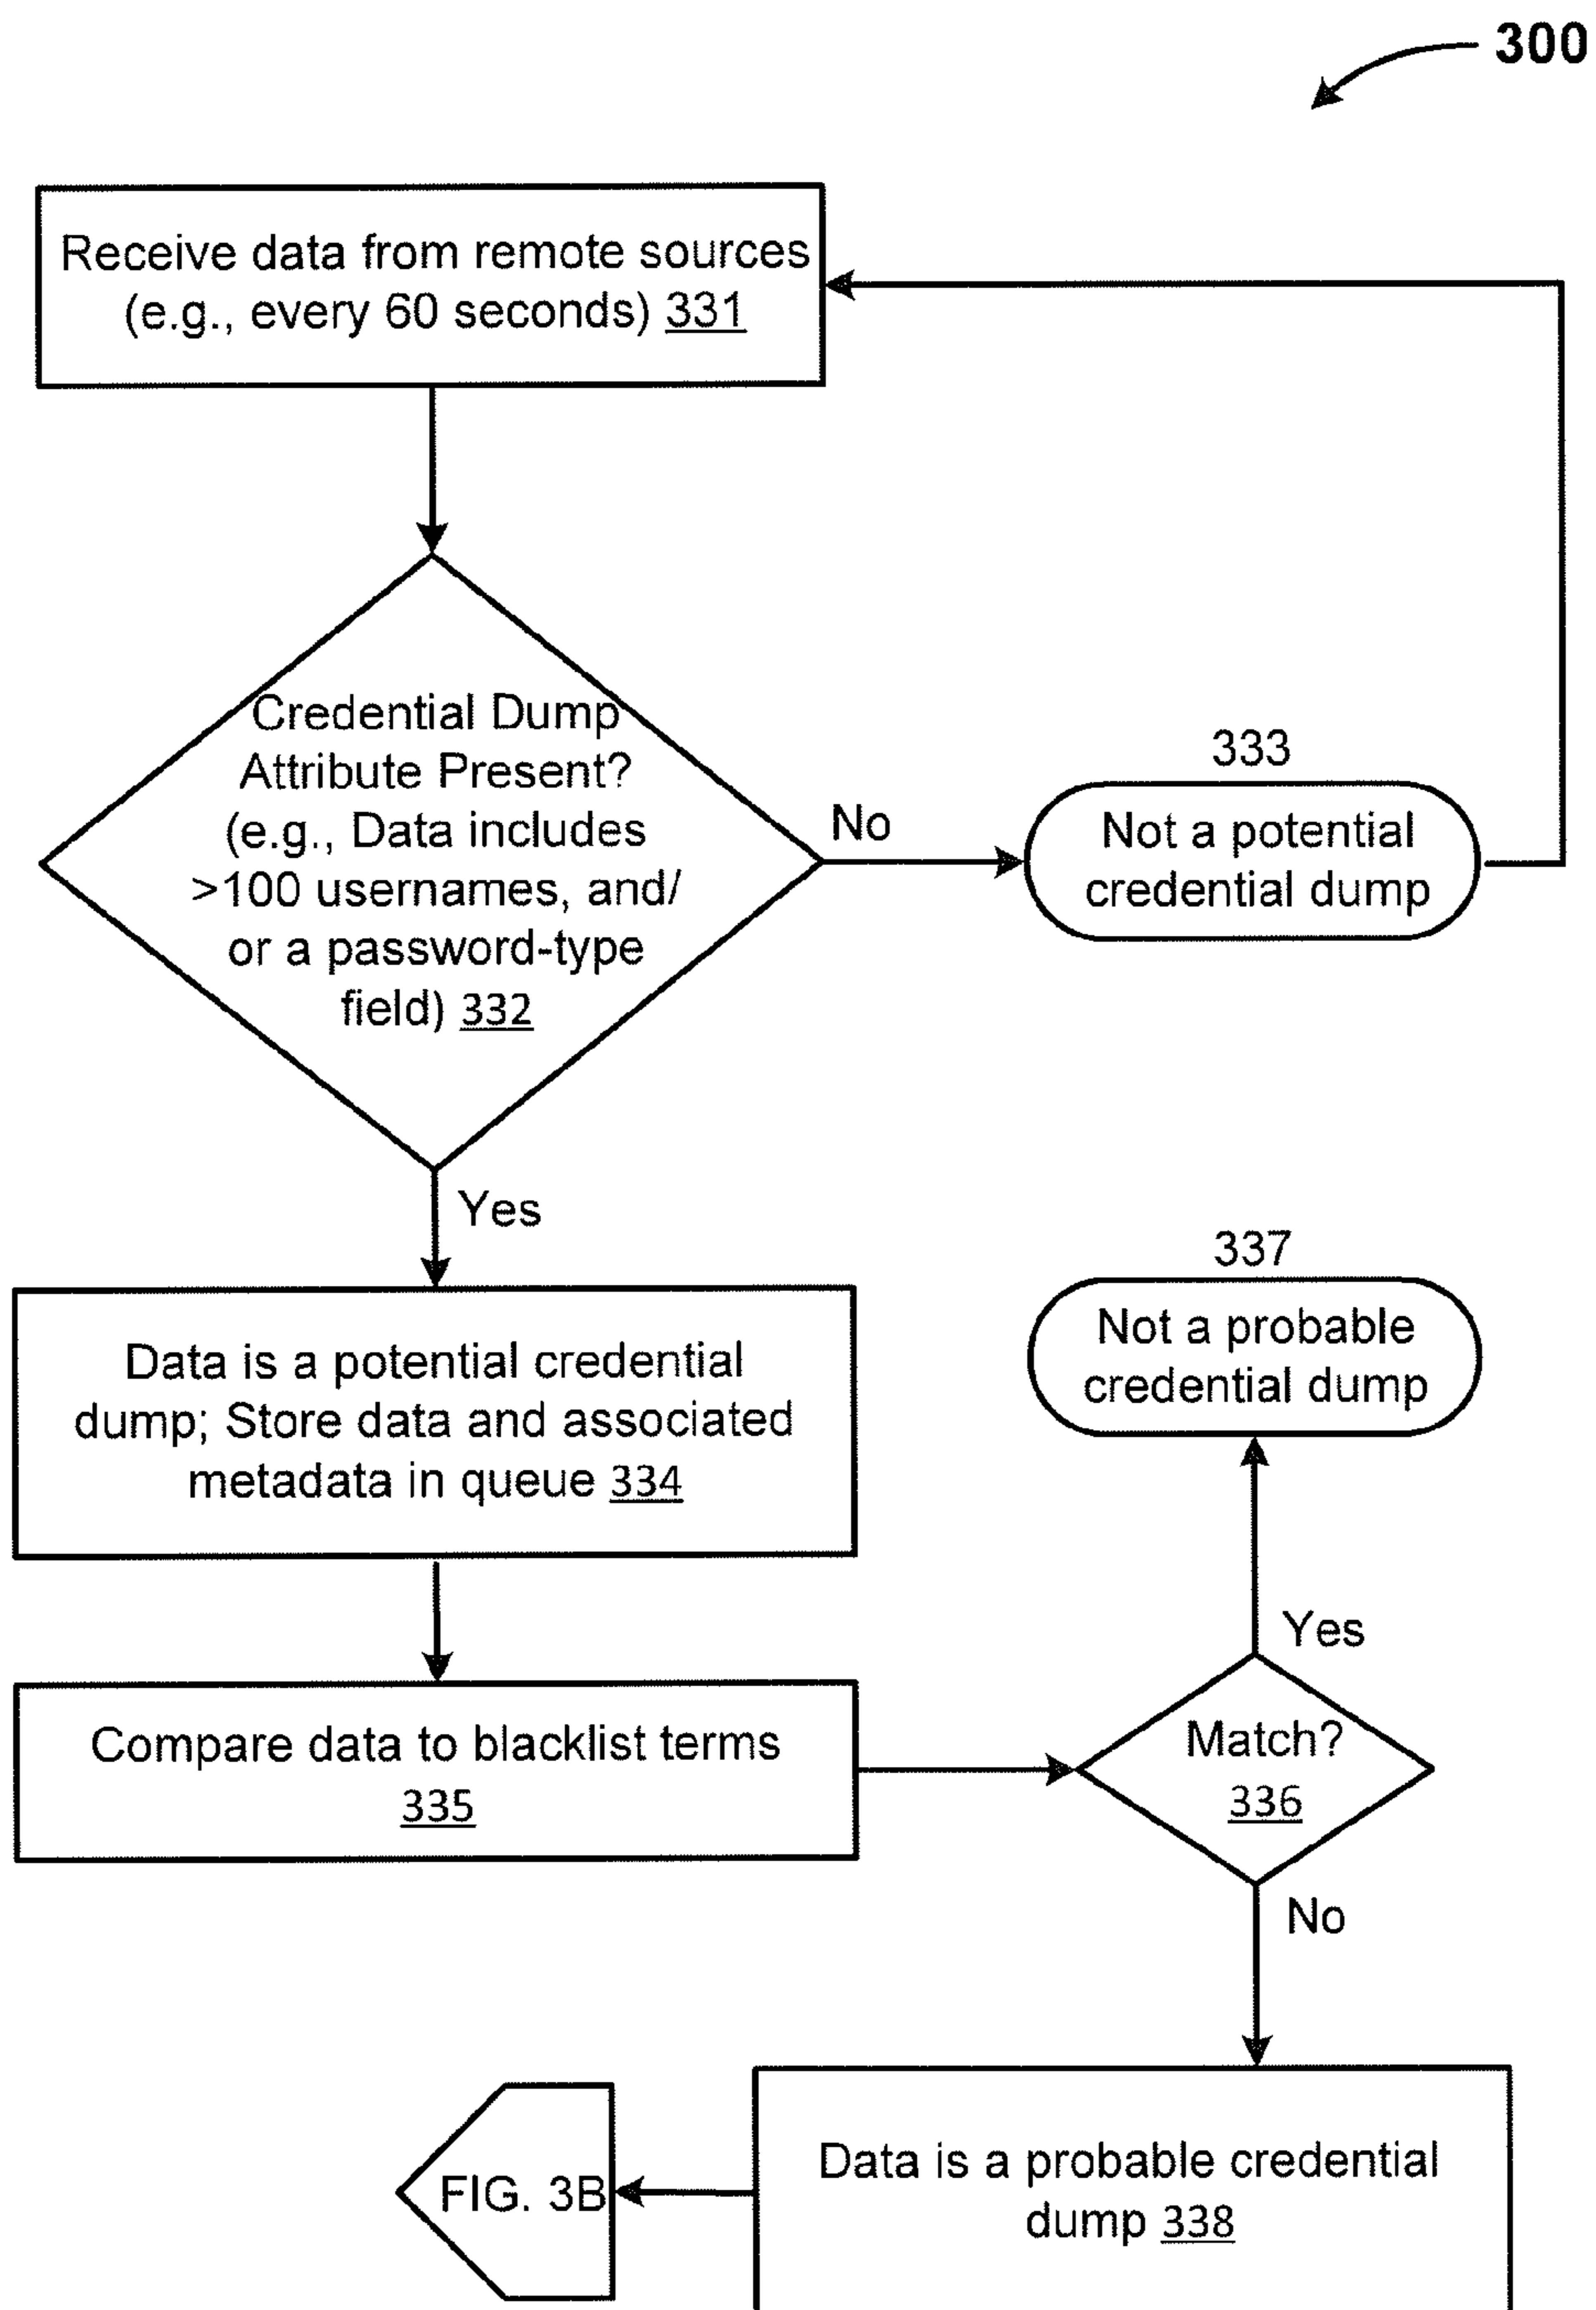 300
Receive data from remote sources
(e.g., every 60 seconds) 331
Credential Dump
Attribute Present?
(e.g., Data includes
>100 usernames, and/
or a password-type
field) 332
No
333
Not a potential
credential dump
Yes
Data is a potential credential
dump; Store data and associated
metadata in queue 334
337
Not a probable
credential dump
Yes
Compare data to blacklist terms
335
Match?
336
No
Data is a probable credential
dump 338
FIG. 3B